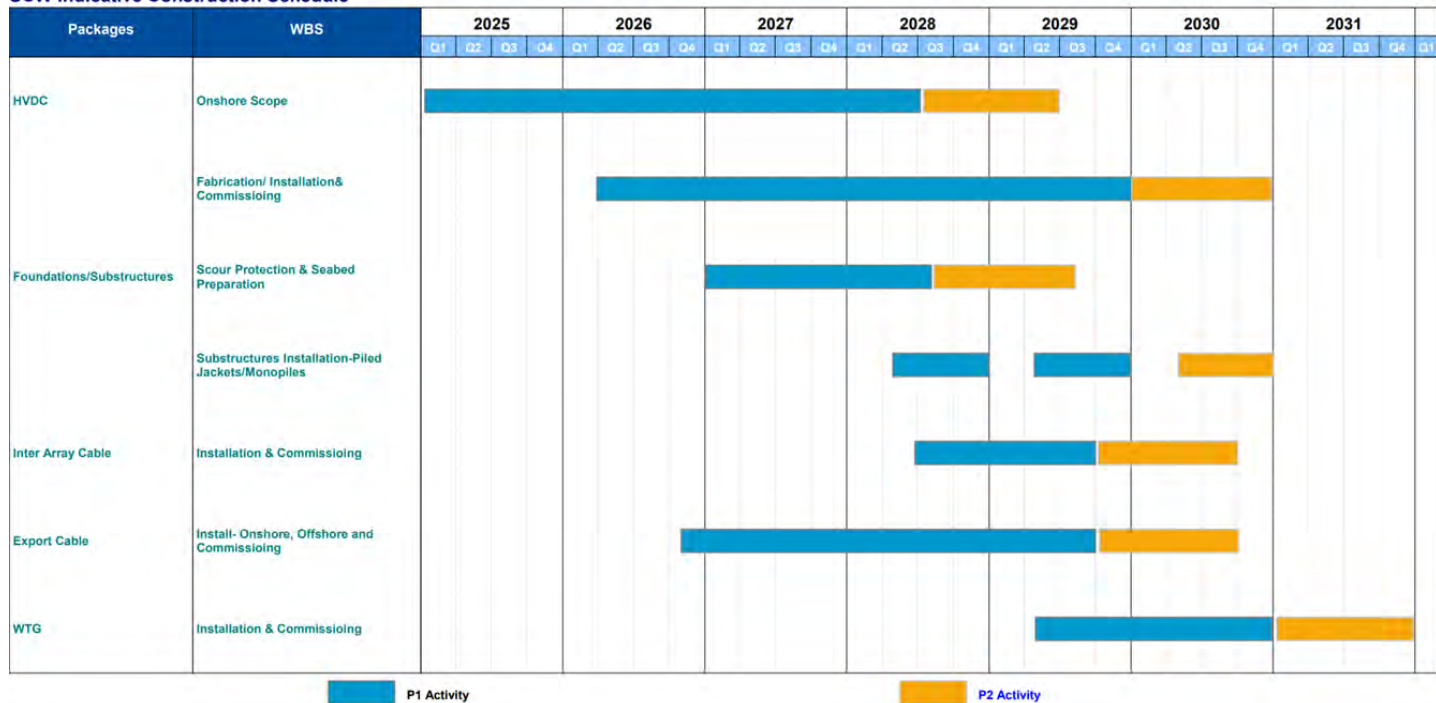 Packages WBS 2025 2026 2027 2028 2029 2030 2031
Q1 Q2 Q3 Q4 Q1 Q2 Q3 Q4 Q1 Q2 Q3 Q4 Q1 Q2 Q3 Q4 Q1 Q2 Q3 Q4 Q1 Q2 Q3 Q4 Q1 Q2 Q3 Q4 Q1
HVDC Onshore Scope
Fabrication/ Installation&
Commissioing
Foundations/Substructures Scour Protection & Seabed
Preparation
Substructures Installation-Piled
Jackets/Monopiles
Inter Array Cable Installation & Commissioing
Export Cable Install- Onshore, Offshore and
Commissioing
WTG Installation & Commissioing
P1 Activity P2 Activity